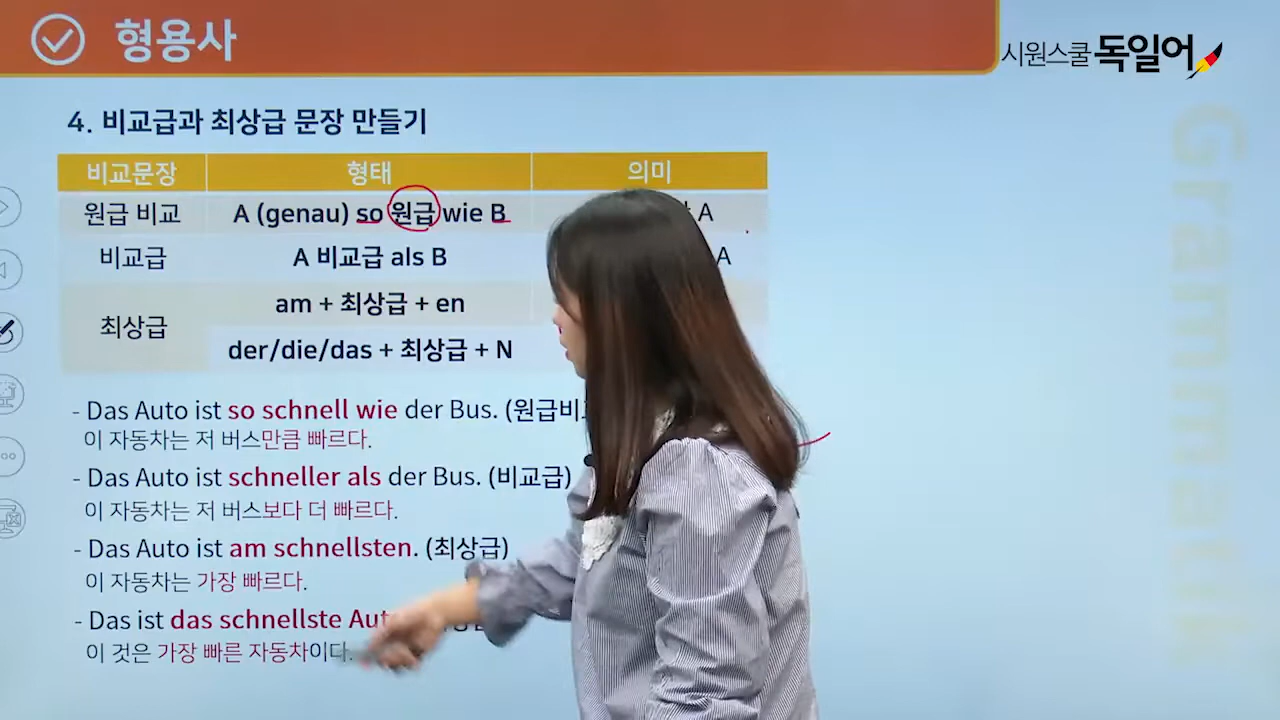 형용사
시원스쿨 독일어
4. 비교급과 최상급 문장 만들기
비교문장 형태 의미
원급 비교 A (genau) so 원급 wie B A
비교급 A 비교급 als B A
최상급 am + 최상급 + en
der/die/das + 최상급 + N
- Das Auto ist so schnell wie der Bus. (원급비
이 자동차는 저 버스만큼 빠르다.
- Das Auto ist schneller als der Bus. (비교급)
이 자동차는 저 버스보다 더 빠르다.
- Das Auto ist am schnellsten. (최상급)
이 자동차는 가장 빠르다.
- Das ist das schnellste Auto
이 것은 가장 빠른 자동차이다.
Grammatik